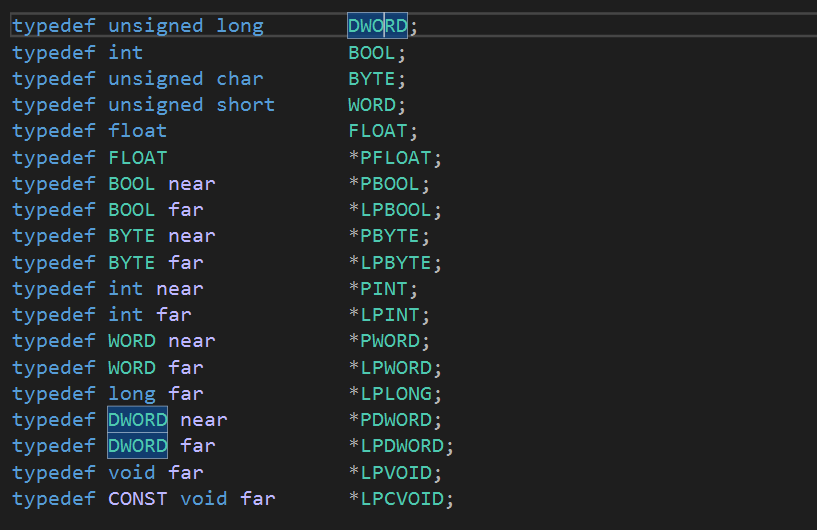 typedef unsigned long       DWORD;
typedef int                 BOOL;
typedef unsigned char       BYTE;
typedef unsigned short      WORD;
typedef float               FLOAT;
typedef FLOAT               *PFLOAT;
typedef BOOL near           *PBOOL;
typedef BOOL far            *LPBOOL;
typedef BYTE near           *PBYTE;
typedef BYTE far            *LPBYTE;
typedef int near            *PINT;
typedef int far             *LPINT;
typedef WORD near           *PWORD;
typedef WORD far            *LPWORD;
typedef long far            *LPLONG;
typedef DWORD near          *PDWORD;
typedef DWORD far           *LPDWORD;
typedef void far            *LPVOID;
typedef CONST void far      *LPCVOID;